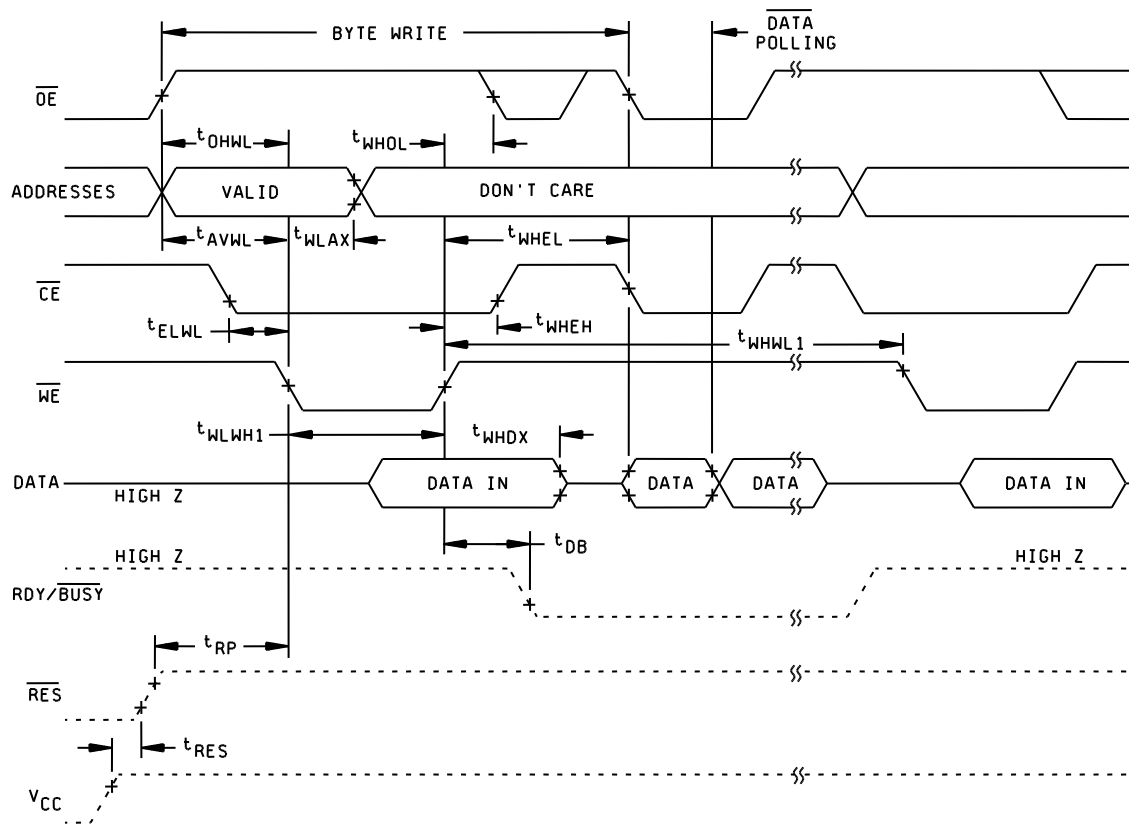 BYTE WRITE
DATA
POLLING
OE
tOHWL
tWHOL
ADDRESSES
VALID
DON'T CARE
tAVWL
tWLAX
tWHEL
CE
tELWL
tWHEH
tWHWL1
WE
tWLWH1
tWHDX
DATA
HIGH Z
DATA IN
DATA
DATA
DATA IN
tDB
HIGH Z
HIGH Z
RDY/BUSY
tRP
RES
tRES
VCC